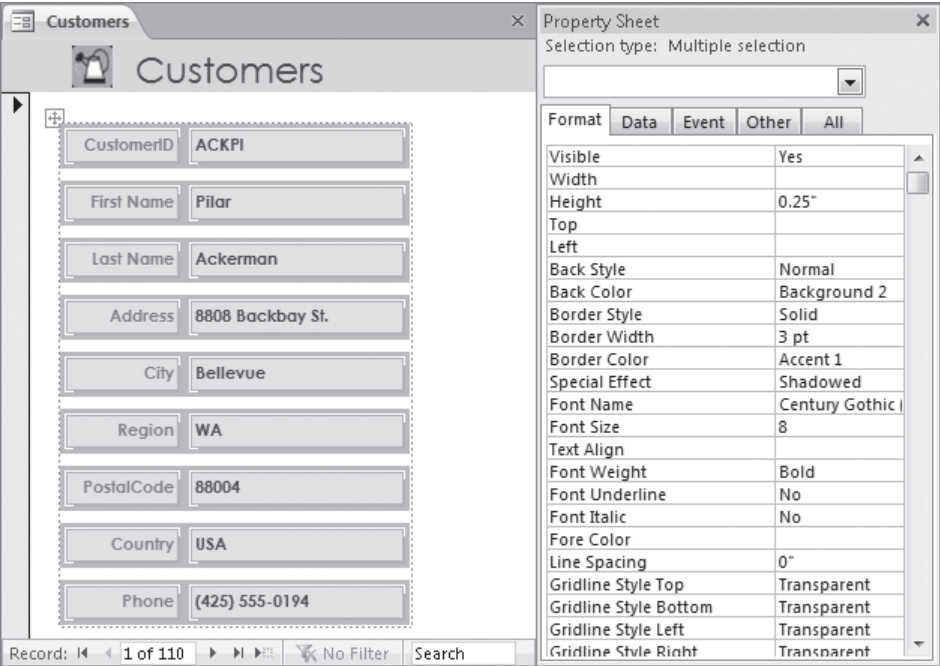 Customers
Customers
CustomerID ACKPI
First Name Pilar
Last Name Ackerman
Address 8808 Backbay St.
City Bellevue
Region WA
PostalCode 88004
Country USA
Phone (425) 555-0194
Record: 1 of 110 No Filter Search
Property Sheet
Selection type: Multiple selection
Format Data Event Other All
Visible Yes
Width
Height 0.25"
Top
Left
Back Style Normal
Back Color Background 2
Border Style Solid
Border Width 3 pt
Border Color Accent 1
Special Effect Shadowed
Font Name Century Gothic (
Font Size 8
Text Align
Font Weight Bold
Font Underline No
Font Italic No
Fore Color
Line Spacing 0"
Gridline Style Top Transparent
Gridline Style Bottom Transparent
Gridline Style Left Transparent
Gridline Style Right Transparent